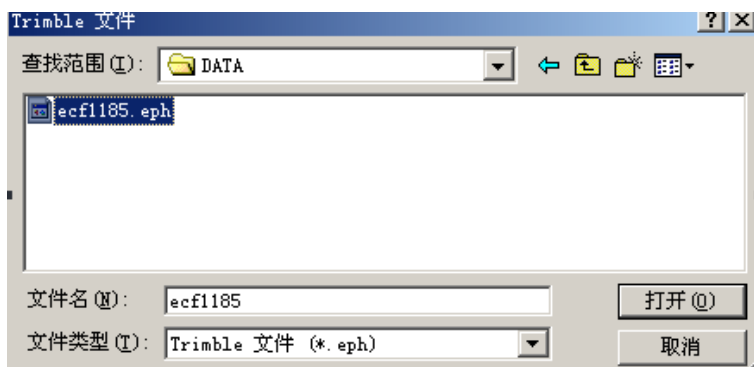 Trimble 文件
查找范围(I): DATA
ecf1185.eph
文件名(N): ecf1185 打开(O)
文件类型(T): Trimble 文件 (*.eph) 取消